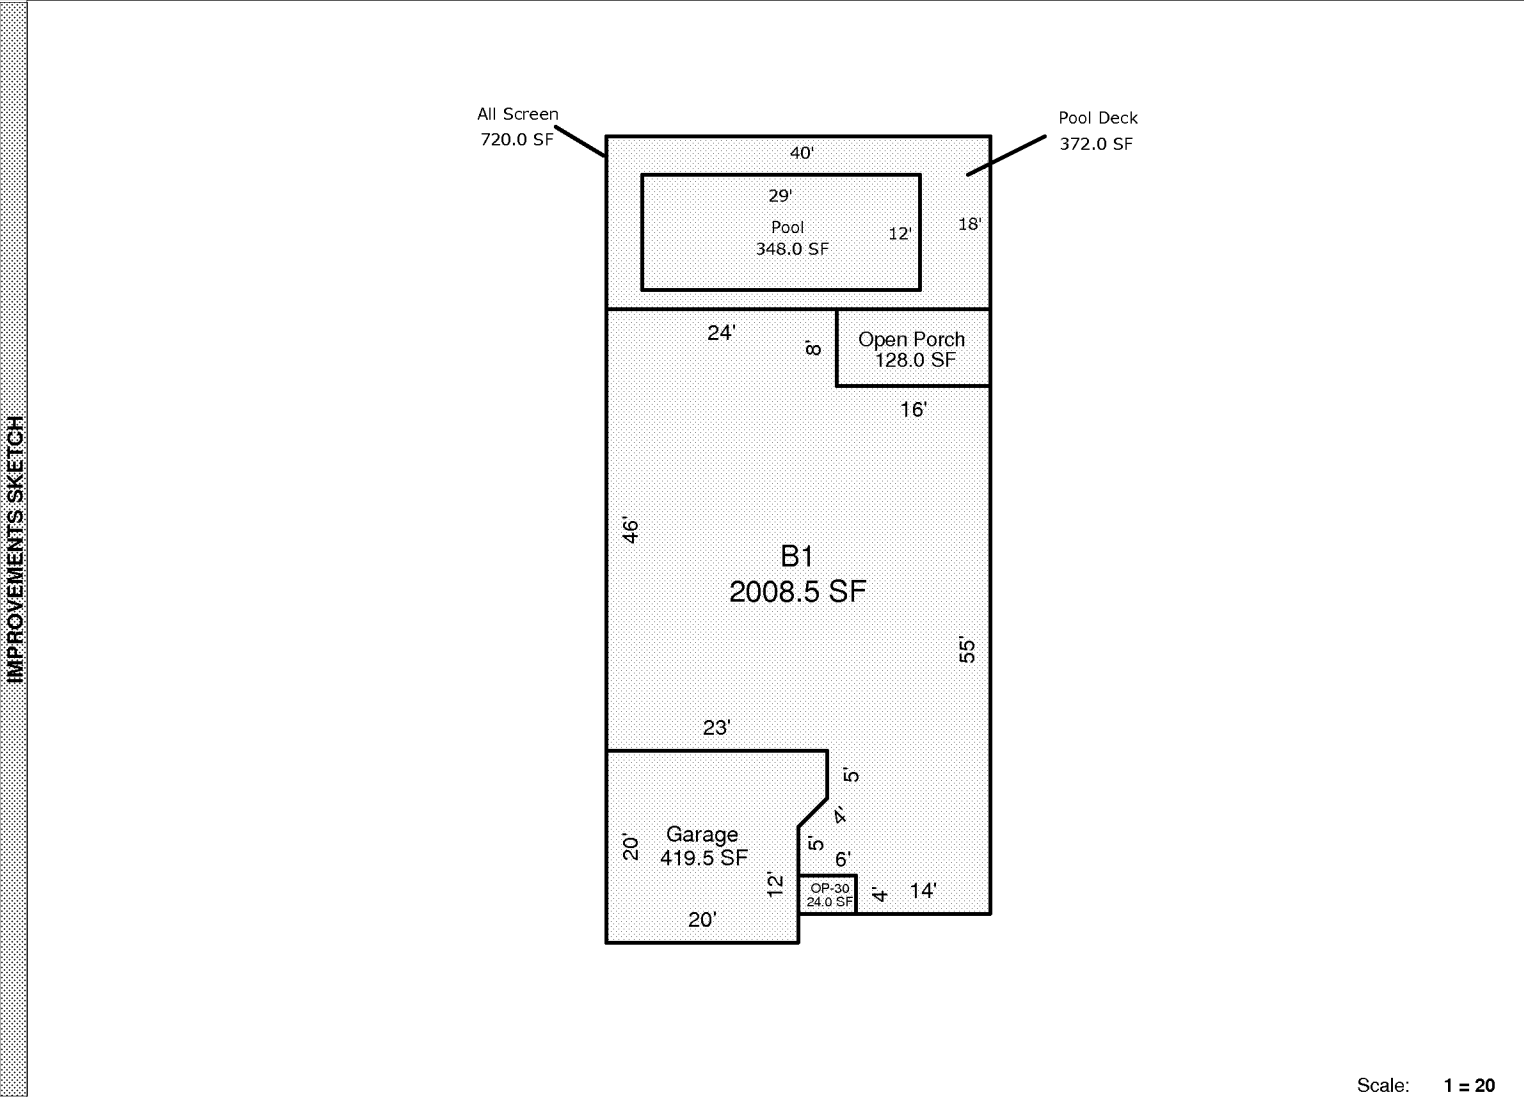 IMPROVEMENTS SKETCH
All Screen
720.0 SF
Pool Deck
372.0 SF
40'
29'
Pool
348.0 SF
12'
18'
24'
8'
Open Porch
128.0 SF
16'
46'
B1
2008.5 SF
55'
23'
5'
4'
5'
Garage
419.5 SF
20'
12'
6'
OP-30
24.0 SF
4'
14'
20'
Scale: 1 = 20